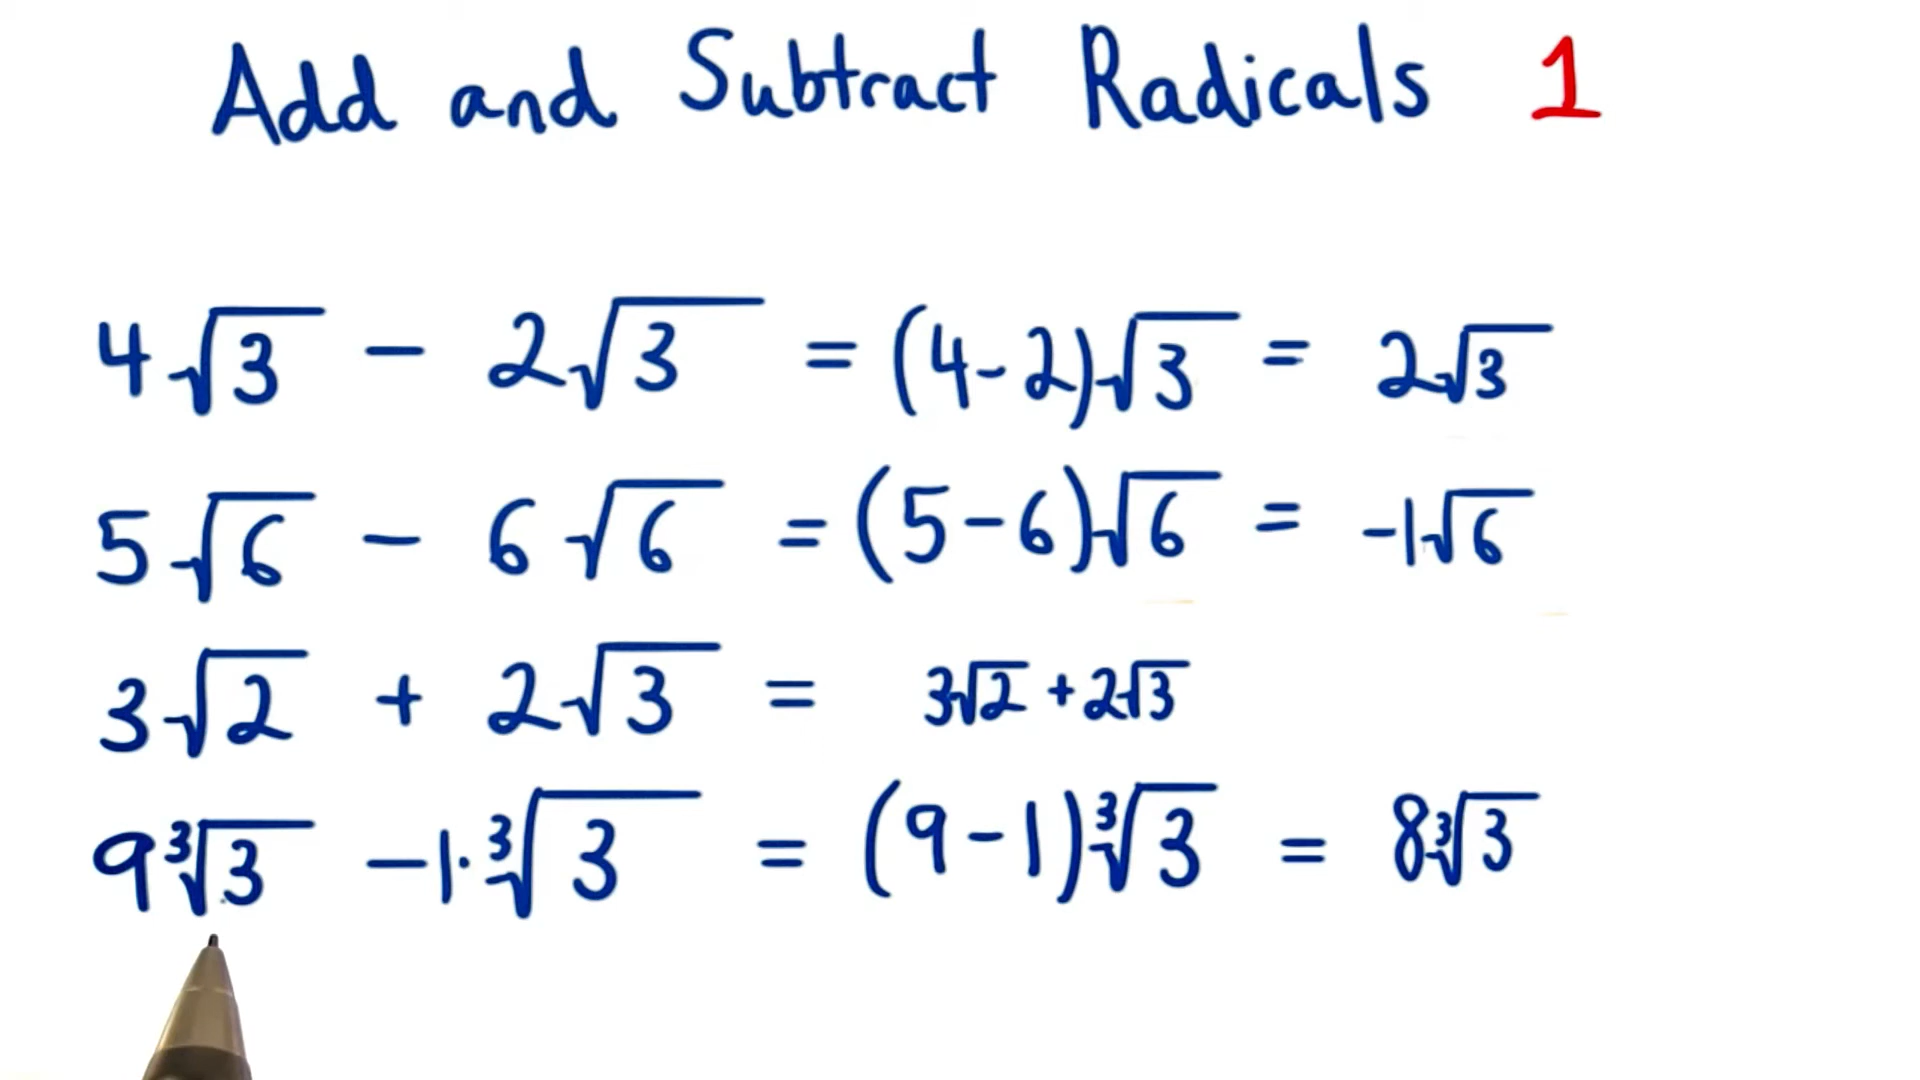 Add and Subtract Radicals 1
4√3 − 2√3 = (4-2)√3 = 2√3
5√6 − 6√6 = (5-6)√6 = -1√6
3√2 + 2√3 = 3√2 + 2√3
9∛3 −1·∛3 = (9-1)∛3 = 8∛3